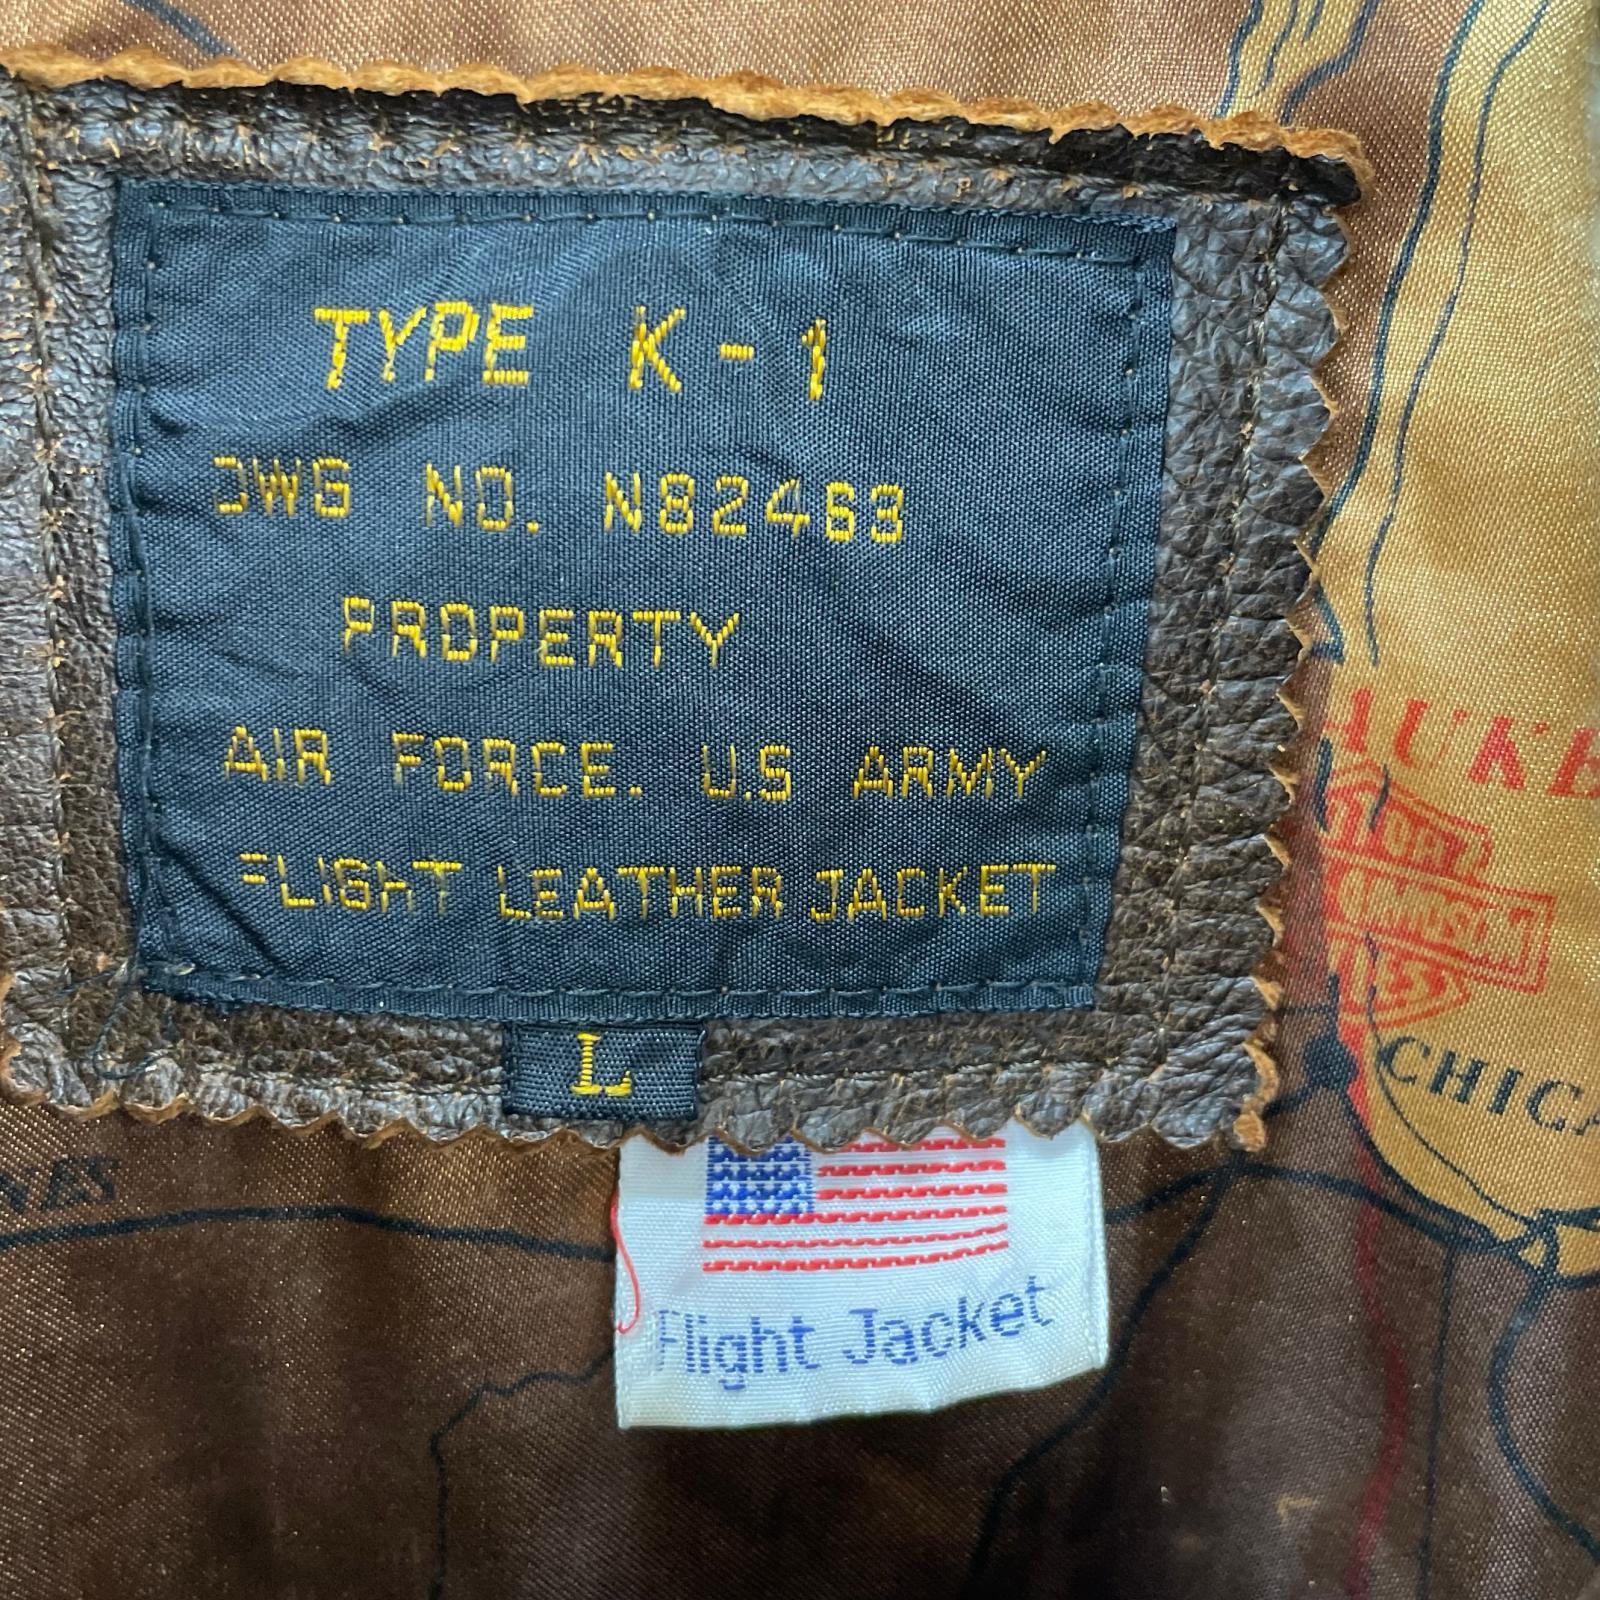 TYPE K-1
DWG NO. N82463
PROPERTY
AIR FORCE. U.S ARMY
FLIGHT LEATHER JACKET
L
Flight Jacket